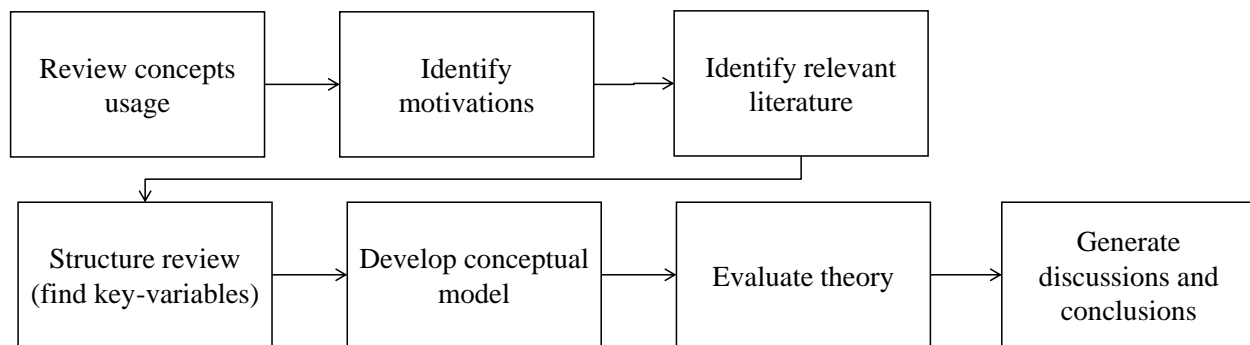 Review concepts
usage
Identify
motivations
Identify relevant
literature
Structure review
(find key-variables)
Develop conceptual
model
Evaluate theory
Generate
discussions and
conclusions